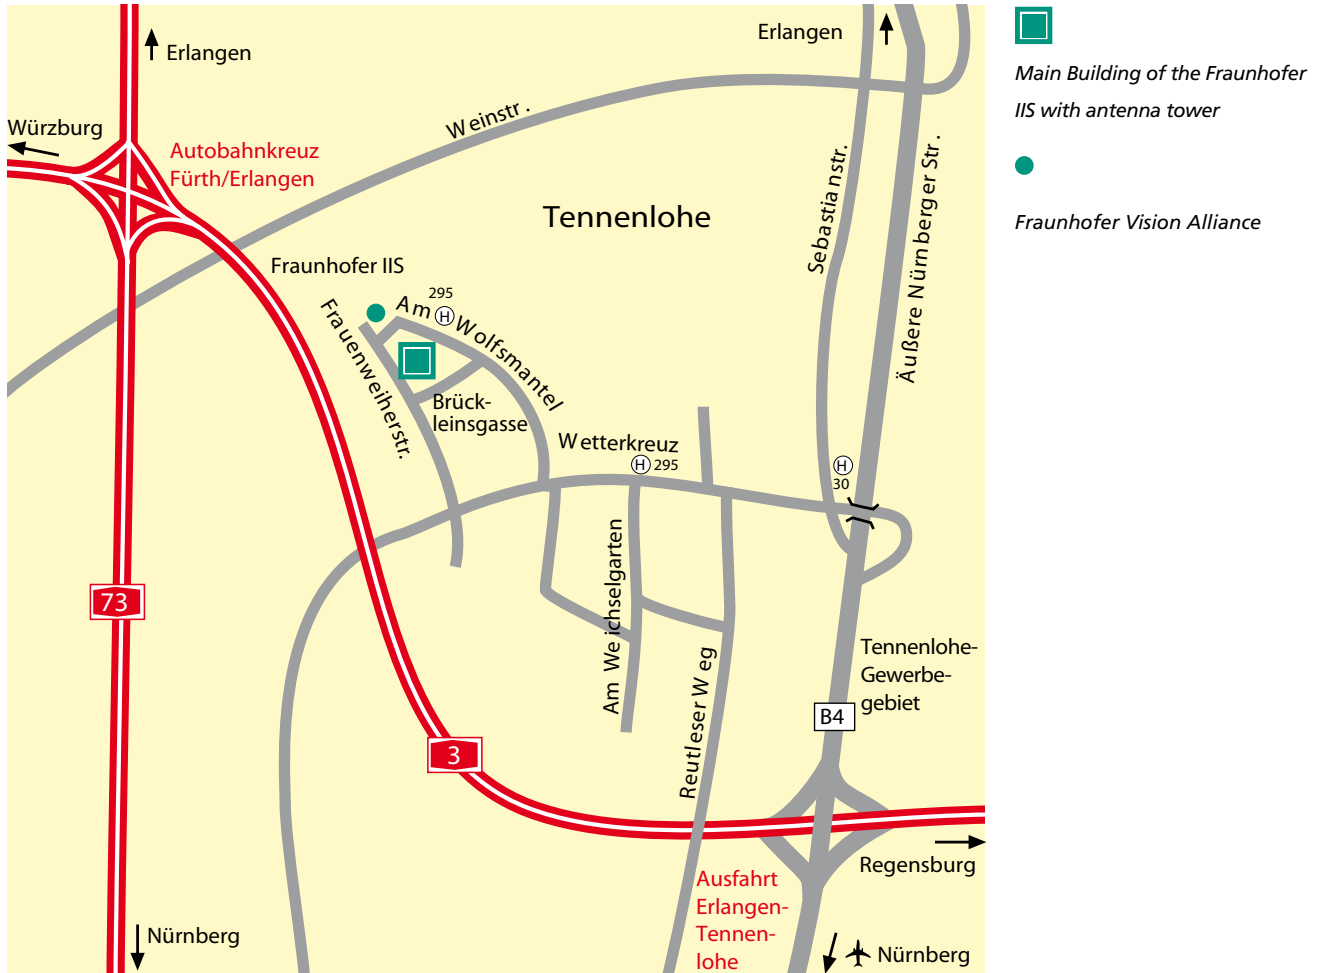 Erlangen
Erlangen
Würzburg
Autobahnkreuz
Fürth/Erlangen
Weinstr.
Tennenlohe
Sebastianstr.
Äußere Nürnberger Str.
Fraunhofer IIS
295
H
Am Wolfsmantel
Frauenweiherstr.
Brück-
leinsgasse
Wetterkreuz
H 295
H
30
Am Weichselgarten
Reutleser Weg
73
3
Tennenlohe-
Gewerbe-
gebiet
B4
Regensburg
Ausfahrt
Erlangen-
Tennen-
lohe
Nürnberg
Nürnberg
Main Building of the Fraunhofer
IIS with antenna tower
Fraunhofer Vision Alliance